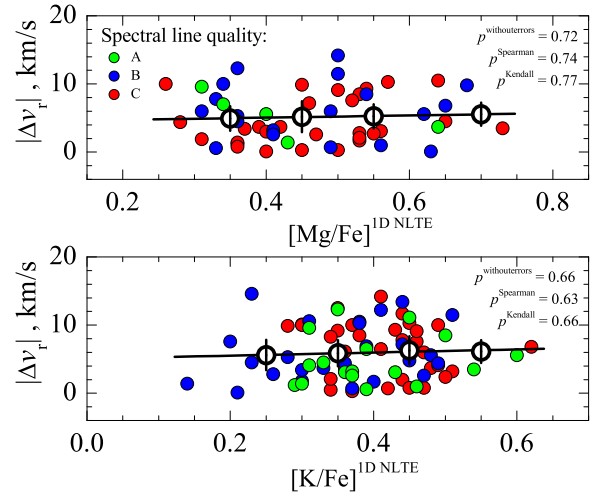 Spectral line quality:
A
B
C
p^withouterrors = 0.72
p^Spearman = 0.74
p^Kendall = 0.77
20
10
0
|Δv_r| , km/s
0.2 0.4 0.6 0.8
[Mg/Fe]^1D NLTE
p^withouterrors = 0.66
p^Spearman = 0.63
p^Kendall = 0.66
20
10
0
|Δv_r| , km/s
0.0 0.2 0.4 0.6
[K/Fe]^1D NLTE